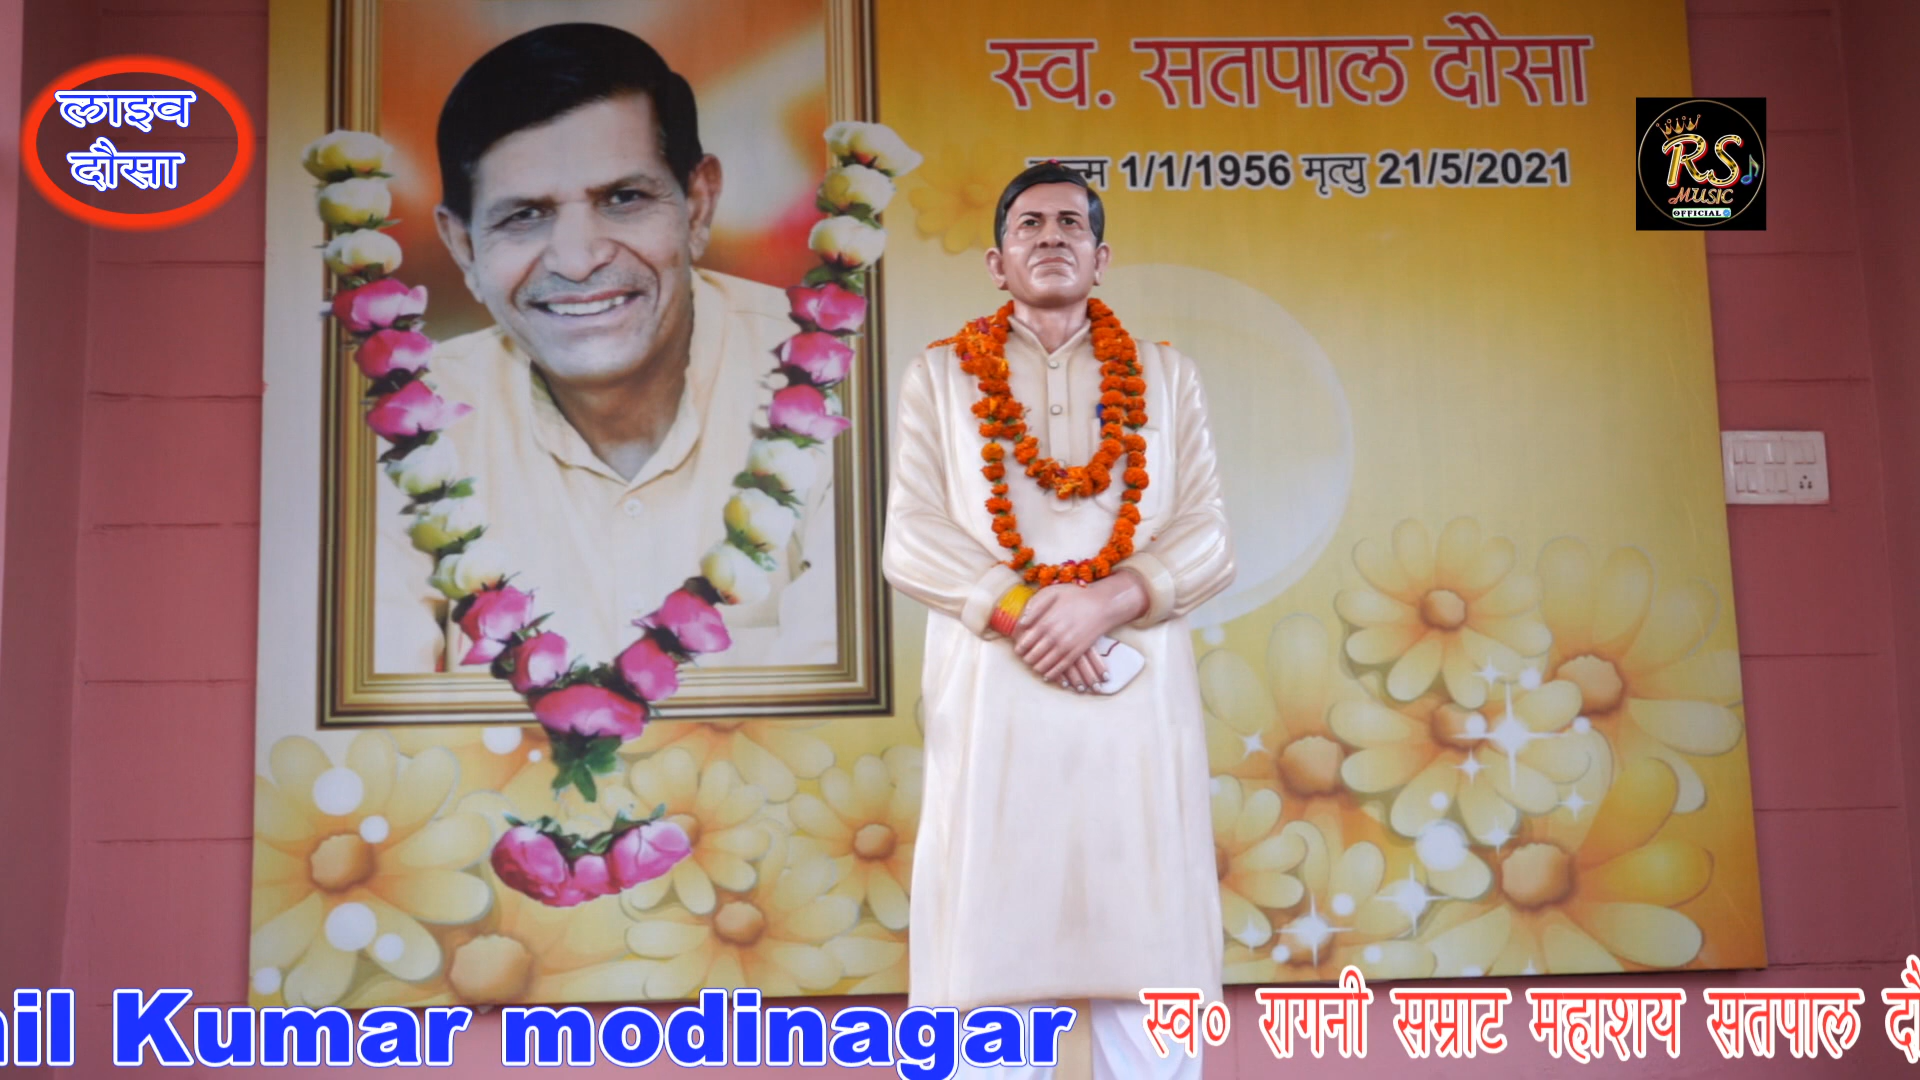 लाइव
दौसा
स्व. सतपाल दौसा
1/1/1956 मृत्यु 21/5/2021
RS
MUSIC
OFFICIAL
Kumar modinagar
स्व० रागनी सम्राट महाशय सतपाल